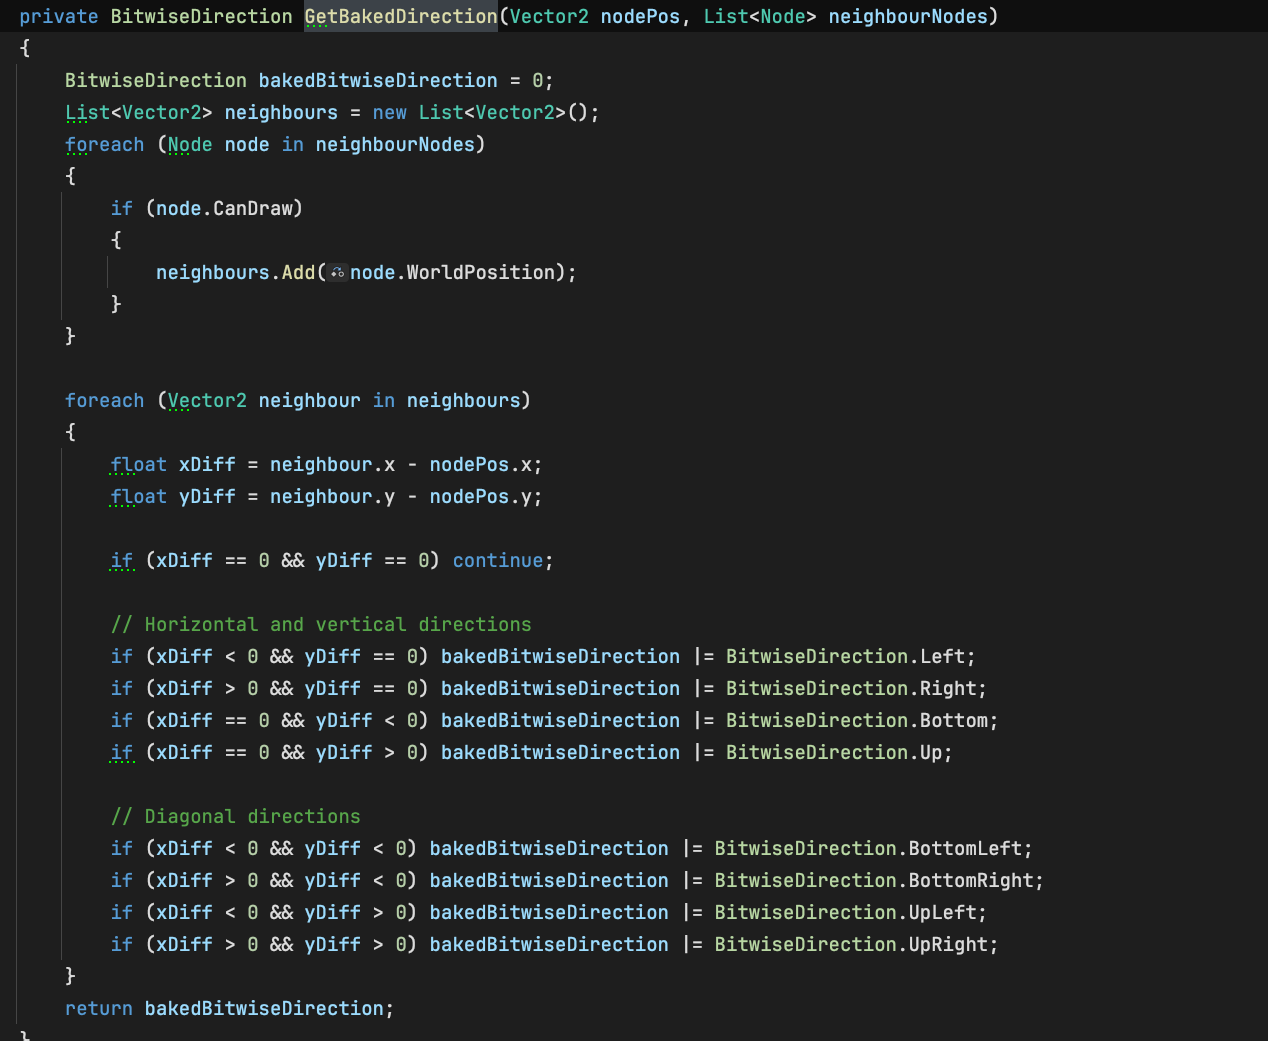 private BitwiseDirection GetBakedDirection(Vector2 nodePos, List<Node> neighbourNodes)
{
    BitwiseDirection bakedBitwiseDirection = 0;
    List<Vector2> neighbours = new List<Vector2>();
    foreach (Node node in neighbourNodes)
    {
        if (node.CanDraw)
        {
            neighbours.Add(node.WorldPosition);
        }
    }

    foreach (Vector2 neighbour in neighbours)
    {
        float xDiff = neighbour.x - nodePos.x;
        float yDiff = neighbour.y - nodePos.y;

        if (xDiff == 0 && yDiff == 0) continue;

        // Horizontal and vertical directions
        if (xDiff < 0 && yDiff == 0) bakedBitwiseDirection |= BitwiseDirection.Left;
        if (xDiff > 0 && yDiff == 0) bakedBitwiseDirection |= BitwiseDirection.Right;
        if (xDiff == 0 && yDiff < 0) bakedBitwiseDirection |= BitwiseDirection.Bottom;
        if (xDiff == 0 && yDiff > 0) bakedBitwiseDirection |= BitwiseDirection.Up;

        // Diagonal directions
        if (xDiff < 0 && yDiff < 0) bakedBitwiseDirection |= BitwiseDirection.BottomLeft;
        if (xDiff > 0 && yDiff < 0) bakedBitwiseDirection |= BitwiseDirection.BottomRight;
        if (xDiff < 0 && yDiff > 0) bakedBitwiseDirection |= BitwiseDirection.UpLeft;
        if (xDiff > 0 && yDiff > 0) bakedBitwiseDirection |= BitwiseDirection.UpRight;
    }
    return bakedBitwiseDirection;
}